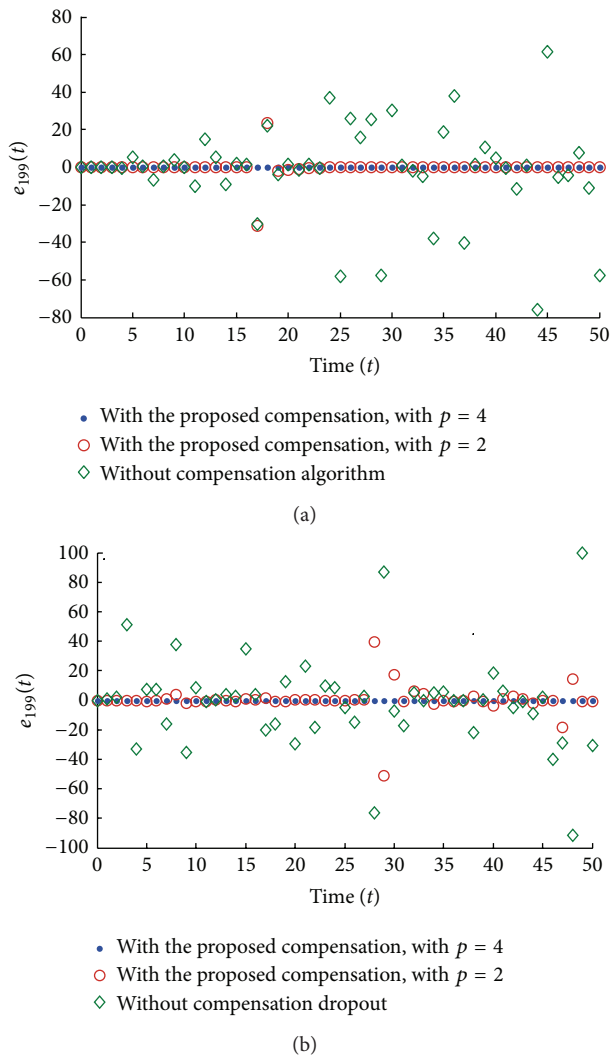 80
60
40
20
0
−20
−40
−60
−80
e199(t)
0 5 10 15 20 25 30 35 40 45 50
Time (t)
With the proposed compensation, with p = 4
With the proposed compensation, with p = 2
Without compensation algorithm
(a)
100
80
60
40
20
0
−20
−40
−60
−80
−100
e199(t)
0 5 10 15 20 25 30 35 40 45 50
Time (t)
With the proposed compensation, with p = 4
With the proposed compensation, with p = 2
Without compensation dropout
(b)